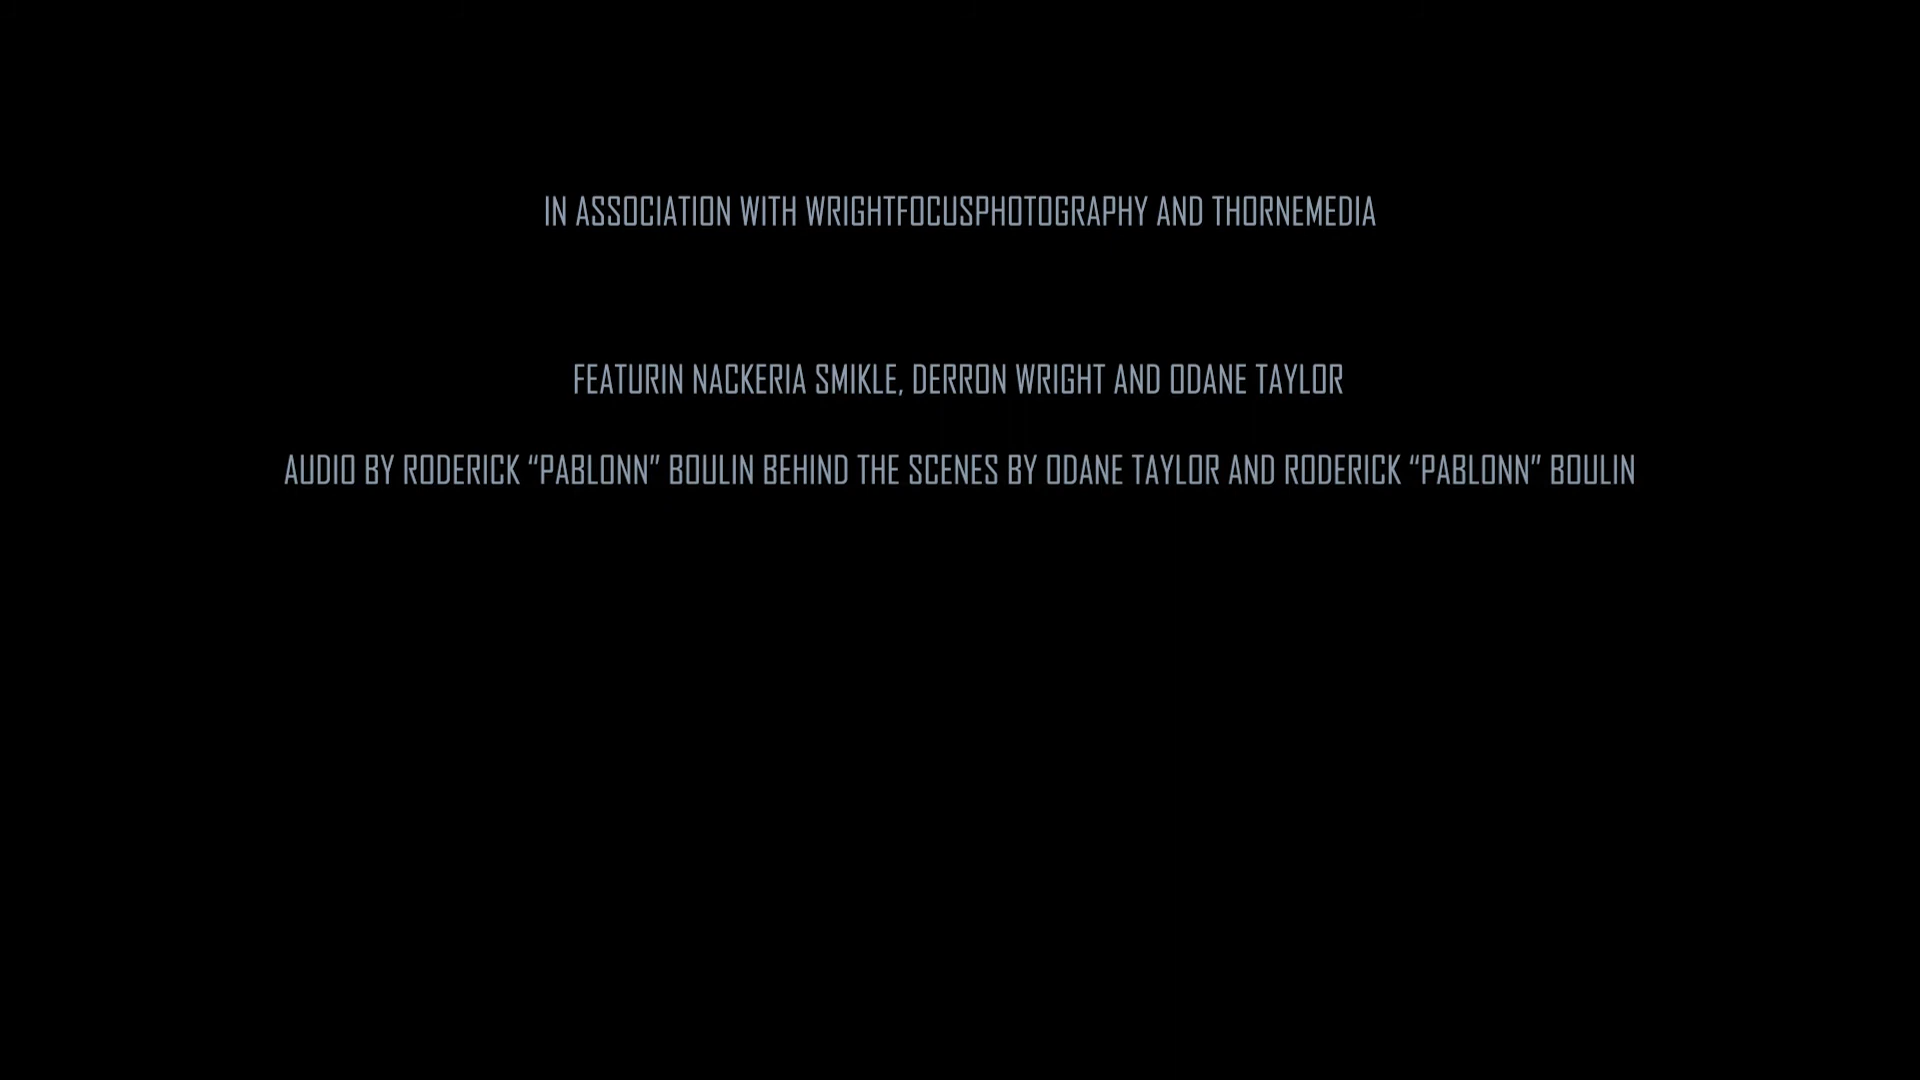 IN ASSOCIATION WITH WRIGHTFOCUSPHOTOGRAPHY AND THORNEMEDIA
FEATURIN NACKERIA SMIKLE, DERRON WRIGHT AND ODANE TAYLOR
AUDIO BY RODERICK “PABLONN” BOULIN BEHIND THE SCENES BY ODANE TAYLOR AND RODERICK “PABLONN” BOULIN